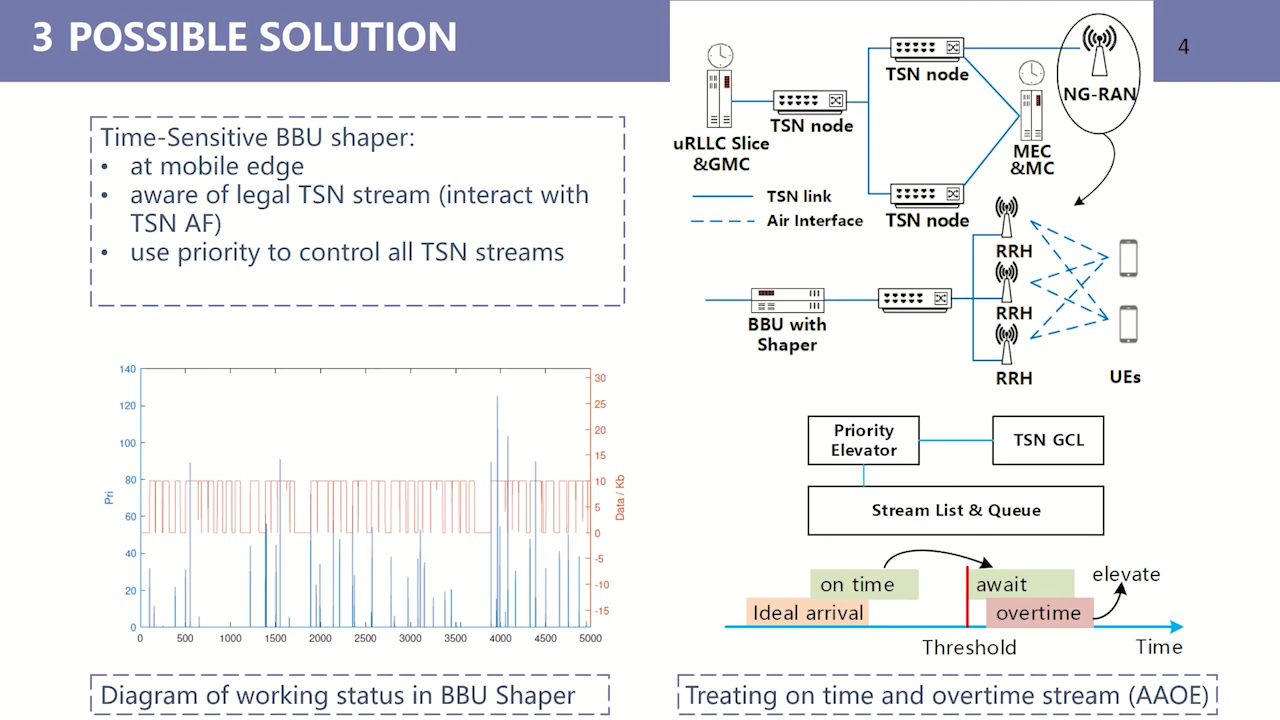 3 POSSIBLE SOLUTION
4
Time-Sensitive BBU shaper:
• at mobile edge
• aware of legal TSN stream (interact with
TSN AF)
• use priority to control all TSN streams
uRLLC Slice
&GMC
TSN node
TSN node
TSN node
MEC
&MC
NG-RAN
TSN link
Air Interface
BBU with
Shaper
RRH
RRH
RRH
UEs
140
120
100
80
60
40
20
0
Pri
30
25
20
15
10
5
0
-5
-10
-15
Data / Kb
0 500 1000 1500 2000 2500 3000 3500 4000 4500 5000
Diagram of working status in BBU Shaper
Priority
Elevator
TSN GCL
Stream List & Queue
on time
await
elevate
Ideal arrival
overtime
Threshold
Time
Treating on time and overtime stream (AAOE)